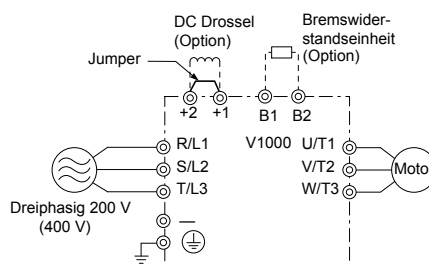 DC Drossel
(Option)
Bremswider-
standseinheit
(Option)
Jumper
+2
+1
B1
B2
R/L1
V1000
U/T1
S/L2
V/T2
Moto
T/L3
W/T3
Dreiphasig 200 V
(400 V)
–